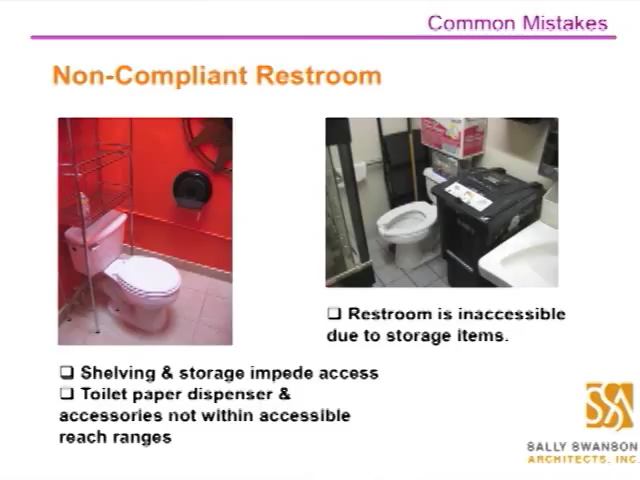 Common Mistakes
Non-Compliant Restroom
❑ Restroom is inaccessible
due to storage items.
❑ Shelving & storage impede access
❑ Toilet paper dispenser &
accessories not within accessible
reach ranges
SSA
SALLY SWANSON
ARCHITECTS, INC.